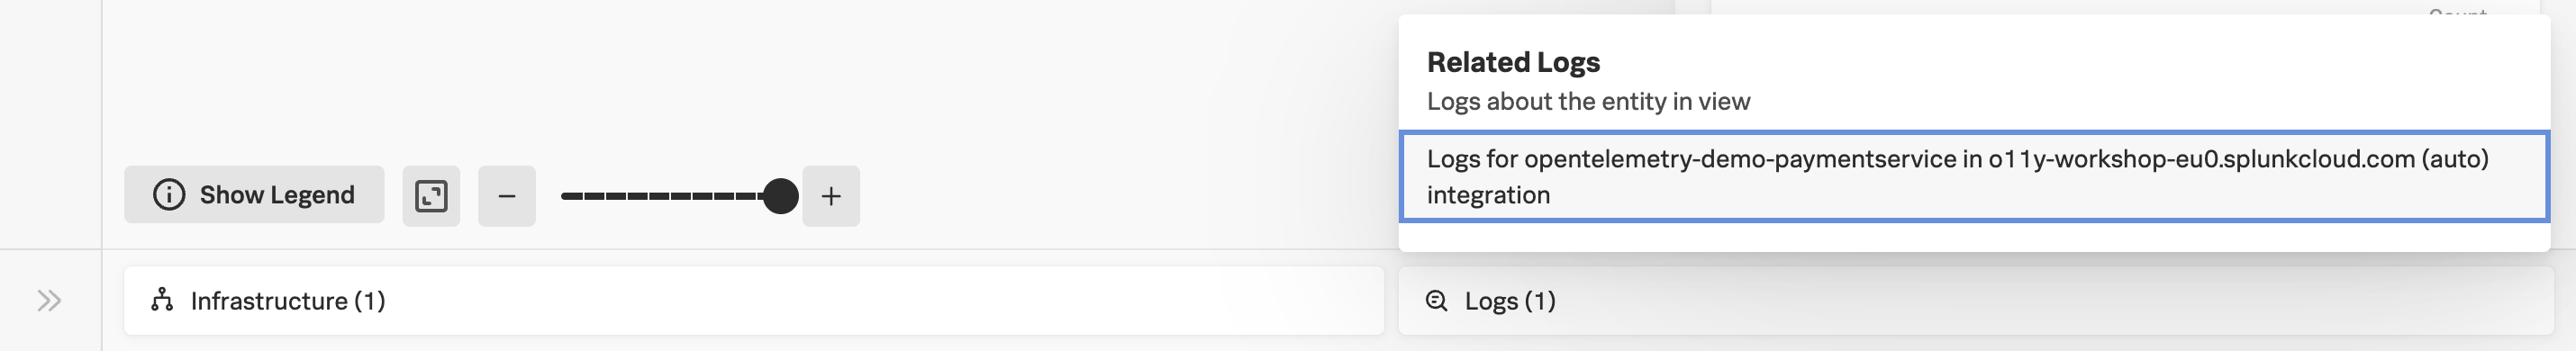 Related Logs
Logs about the entity in view
Logs for opentelemetry-demo-paymentservice in o11y-workshop-eu0.splunkcloud.com (auto)
integration
Show Legend
Infrastructure (1)
Logs (1)